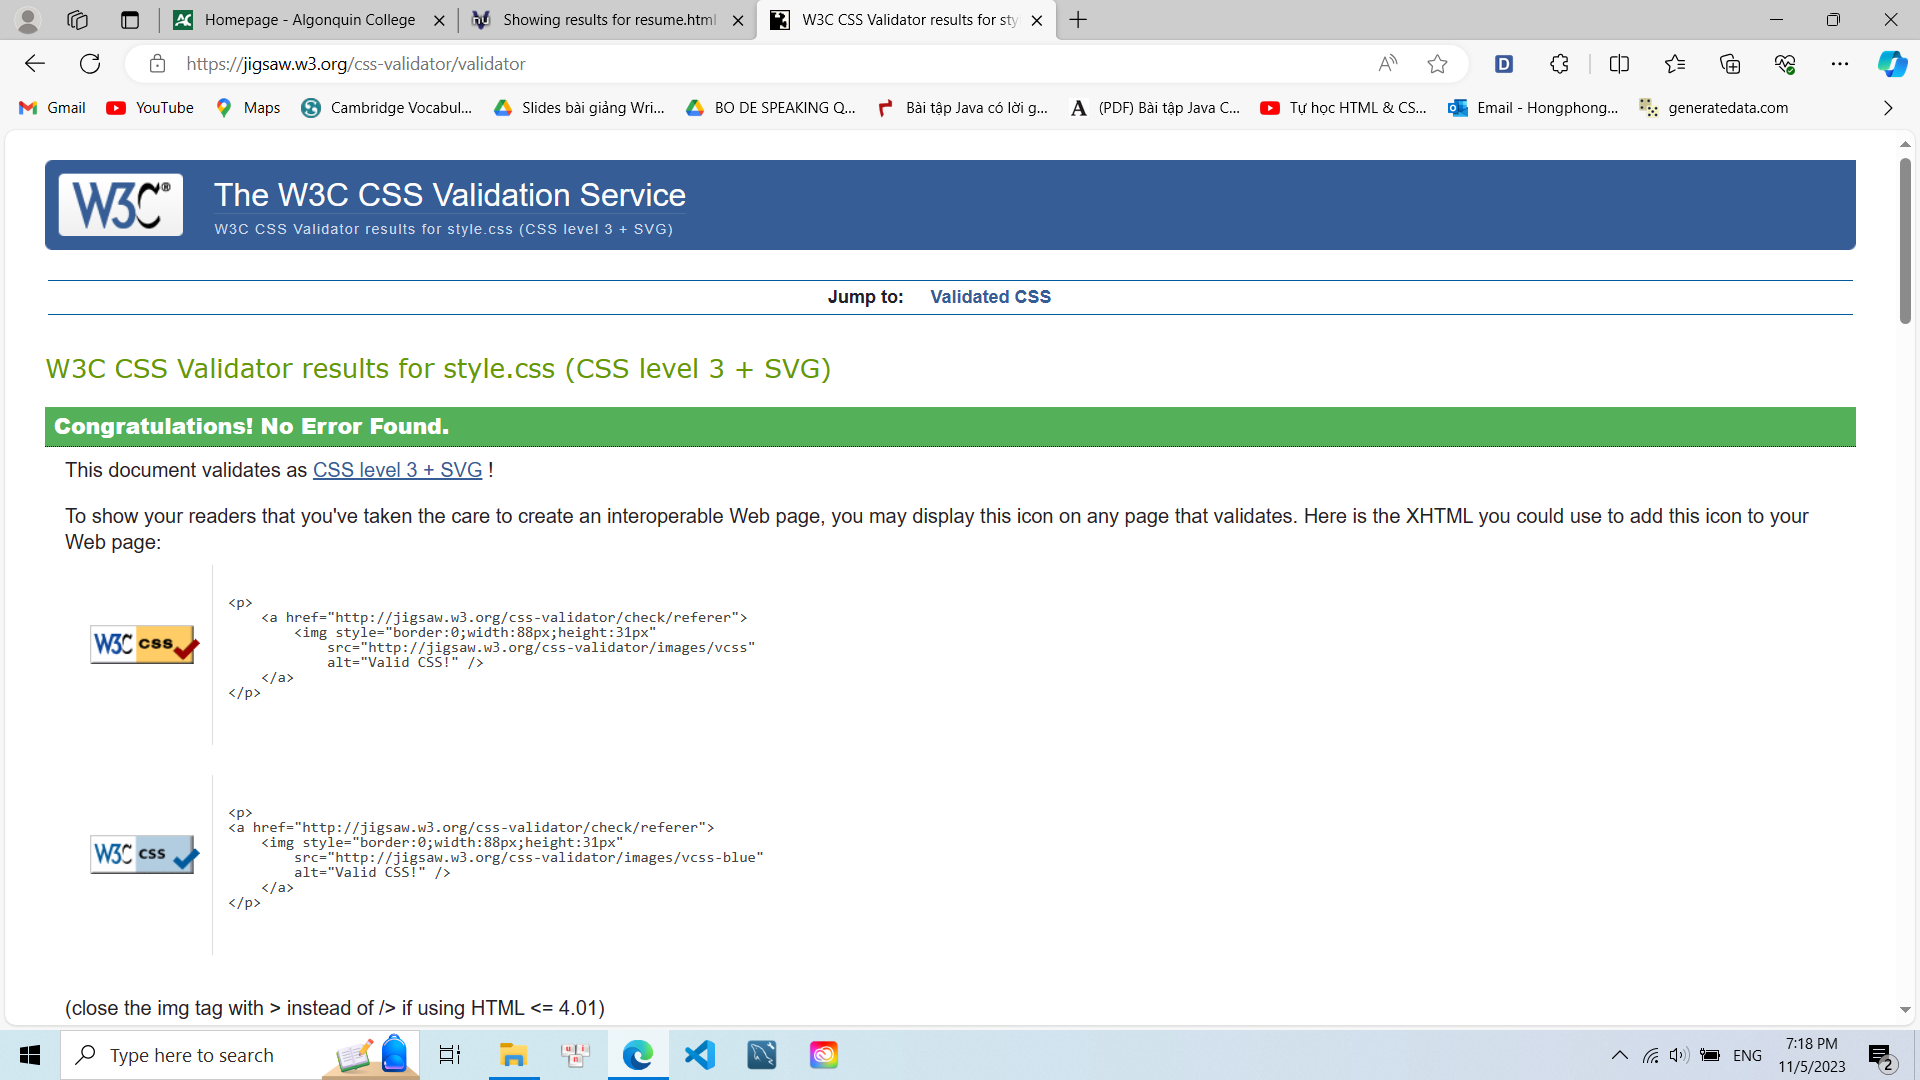 Homepage - Algonquin College
Showing results for resume.html
W3C CSS Validator results for sty
https://jigsaw.w3.org/css-validator/validator
Gmail
YouTube
Maps
Cambridge Vocabul...
Slides bài giảng Wri...
BO DE SPEAKING Q...
Bài tập Java có lời g...
(PDF) Bài tập Java C...
Tự học HTML & CS...
Email - Hongphong...
generatedata.com
W3C®
The W3C CSS Validation Service
W3C CSS Validator results for style.css (CSS level 3 + SVG)
Jump to: Validated CSS
W3C CSS Validator results for style.css (CSS level 3 + SVG)
Congratulations! No Error Found.
This document validates as CSS level 3 + SVG !
To show your readers that you've taken the care to create an interoperable Web page, you may display this icon on any page that validates. Here is the XHTML you could use to add this icon to your
Web page:
W3C css
<p>
<a href="http://jigsaw.w3.org/css-validator/check/referer">
<img style="border:0;width:88px;height:31px"
src="http://jigsaw.w3.org/css-validator/images/vcss"
alt="Valid CSS!" />
</a>
</p>
W3C css
<p>
<a href="http://jigsaw.w3.org/css-validator/check/referer">
<img style="border:0;width:88px;height:31px"
src="http://jigsaw.w3.org/css-validator/images/vcss-blue"
alt="Valid CSS!" />
</a>
</p>
(close the img tag with > instead of /> if using HTML <= 4.01)
Type here to search
ENG
7:18 PM
11/5/2023
2